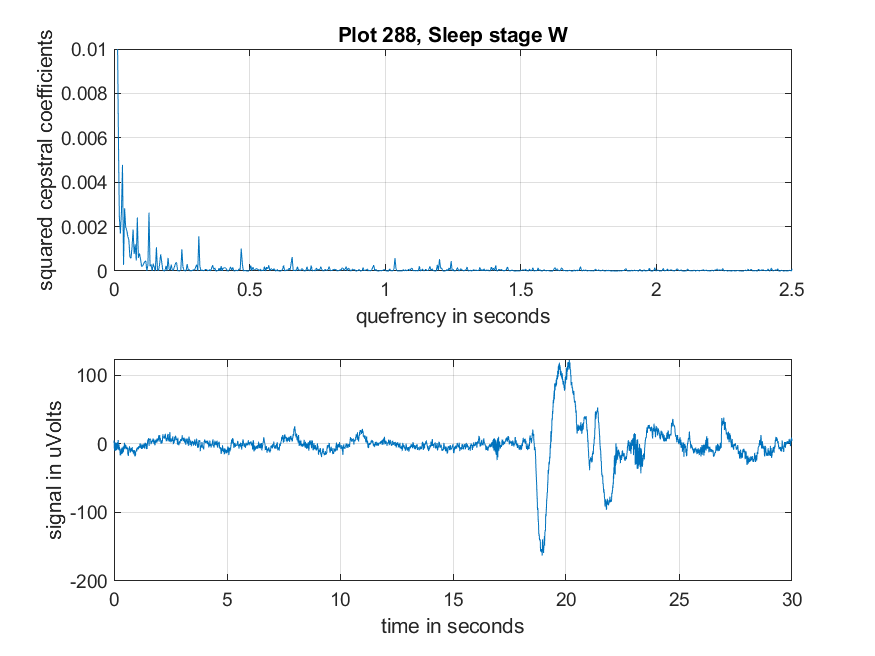 Plot 288, Sleep stage W
squared cepstral coefficients
0.01
0.008
0.006
0.004
0.002
0
0 0.5 1 1.5 2 2.5
quefrency in seconds
signal in uVolts
100
0
-100
-200
0 5 10 15 20 25 30
time in seconds